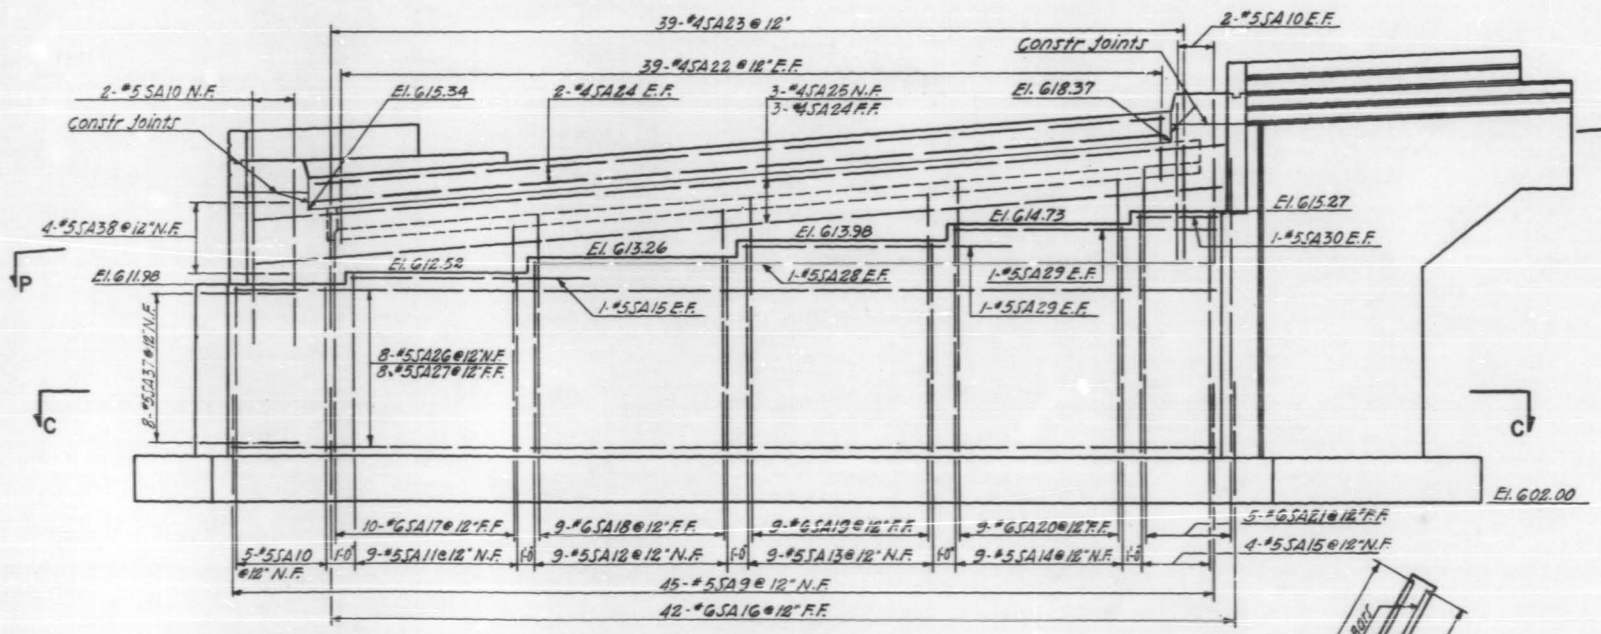 39-#4SA23@12"
2-#5SA10 E.F.
Constr Joints
39-#4SA22@12"E.F.
2-#5SA10 N.F.
El.615.34
2-#4SA24 E.F.
3-#4SA25 N.F.
3-#4SA24 F.F.
El.618.37
Constr Joints
4-#5SA38@12"N.F.
El.611.98
El.612.52
El.613.26
El.613.98
El.614.73
El.615.27
1-#5SA30 E.F.
P
1-#5SA15 E.F.
1-#5SA28 E.F.
1-#5SA29 E.F.
1-#5SA29 E.F.
8-#5SA37@12"N.F.
8-#5SA26@12"N.F.
8-#5SA27@12"F.F.
C
C
El.602.00
10-#6SA17@12"F.F.
9-#6SA18@12"F.F.
9-#6SA19@12"F.F.
9-#6SA20@12"F.F.
5-#6SA21@12"F.F.
5-#5SA10
@12" N.F.
1'-0"
9-#5SA11@12" N.F.
1'-0"
9-#5SA12@12"N.F.
1'-0"
9-#5SA13@12"N.F.
1'-0"
9-#5SA14@12"N.F.
1'-0"
4-#5SA15@12"N.F.
45-#5SA9@12" N.F.
42-#6SA16@12"F.F.